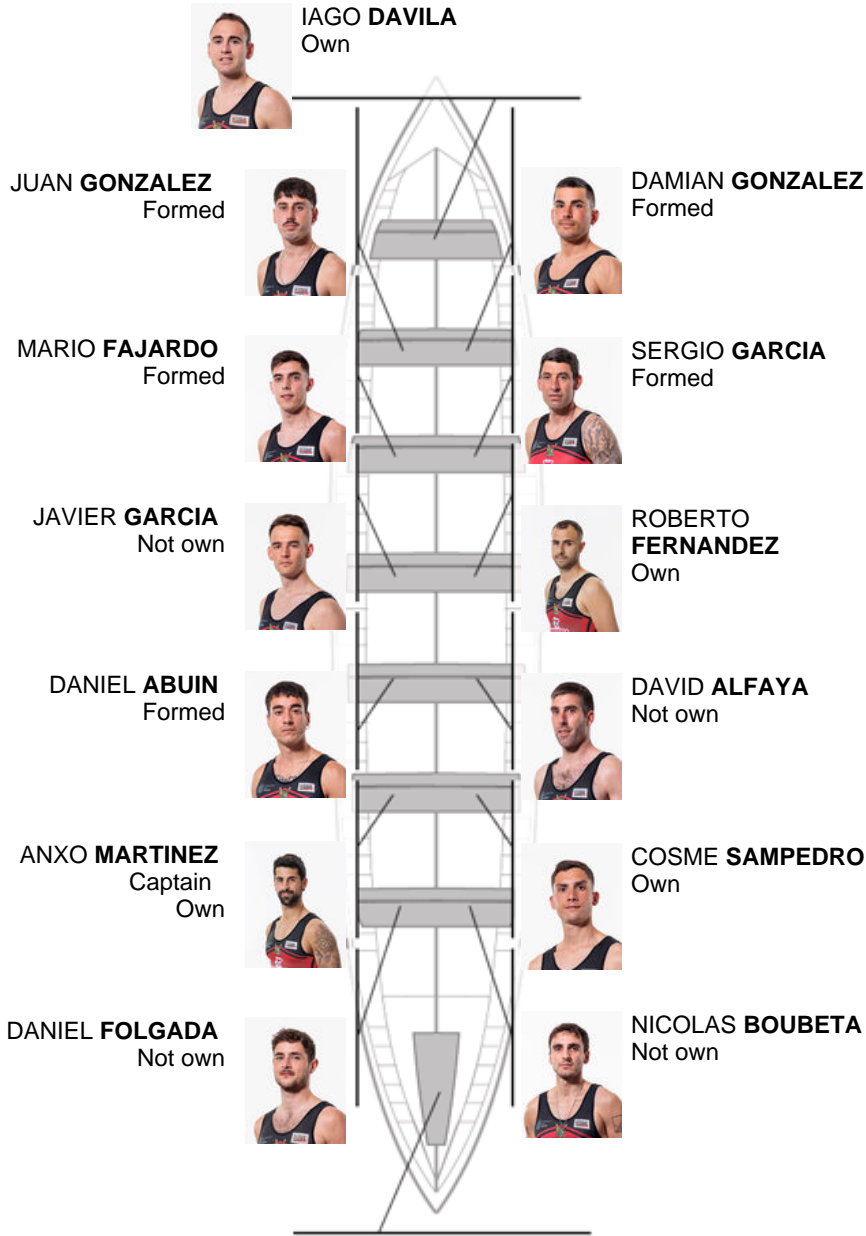 IAGO DAVILA
Own
JUAN GONZALEZ
Formed
DAMIAN GONZALEZ
Formed
MARIO FAJARDO
Formed
SERGIO GARCIA
Formed
JAVIER GARCIA
Not own
ROBERTO
FERNANDEZ
Own
DANIEL ABUIN
Formed
DAVID ALFAYA
Not own
ANXO MARTINEZ
Captain
Own
COSME SAMPEDRO
Own
DANIEL FOLGADA
Not own
NICOLAS BOUBETA
Not own